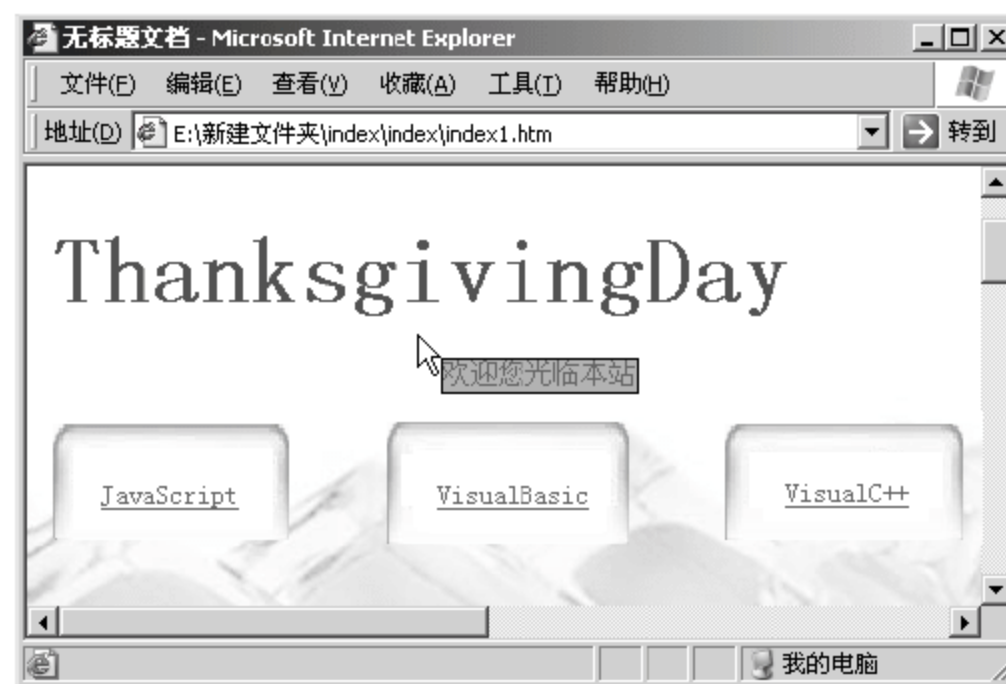 无标题文档 - Microsoft Internet Explorer
文件(F) 编辑(E) 查看(V) 收藏(A) 工具(T) 帮助(H)
地址(D) E:\新建文件夹\index\index\index1.htm 转到
ThanksgivingDay
欢迎您光临本站
JavaScript VisualBasic VisualC++
我的电脑